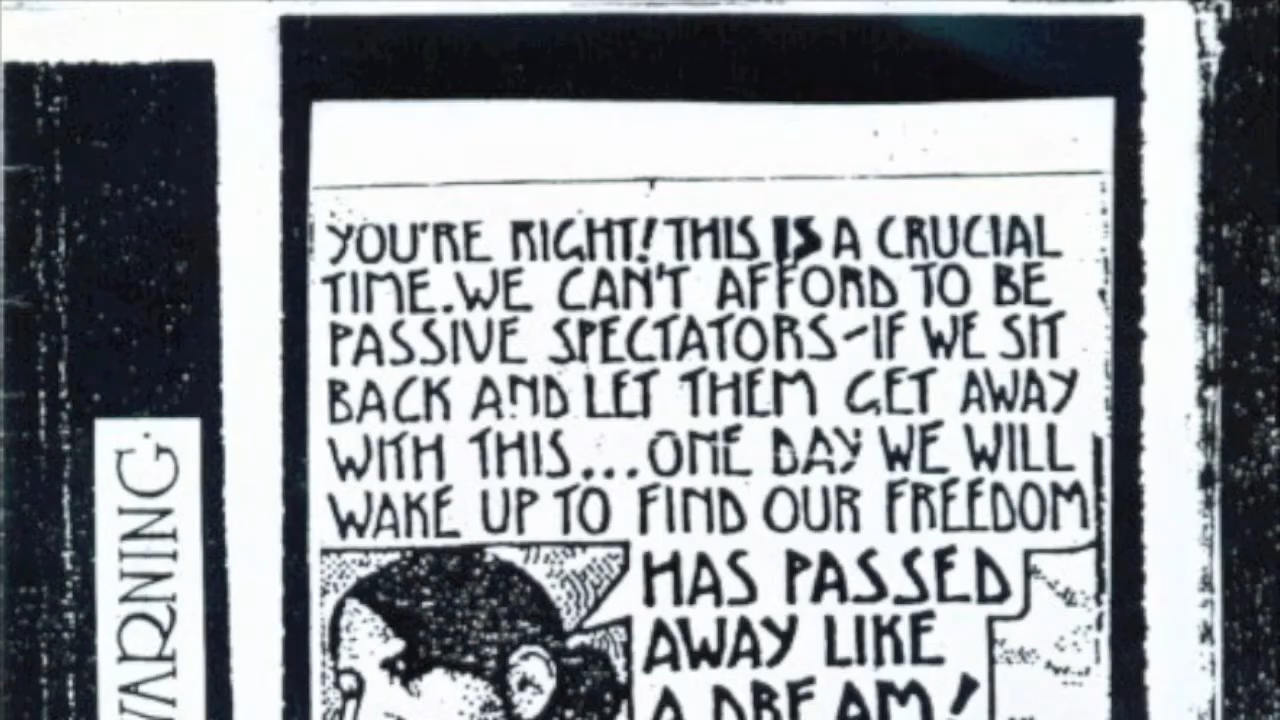 YOU'RE RIGHT! THIS IS A CRUCIAL
TIME. WE CAN'T AFFORD TO BE
PASSIVE SPECTATORS-IF WE SIT
BACK AND LET THEM GET AWAY
WITH THIS... ONE DAY WE WILL
WAKE UP TO FIND OUR FREEDOM
HAS PASSED
AWAY LIKE
A DREAM!
WARNING.